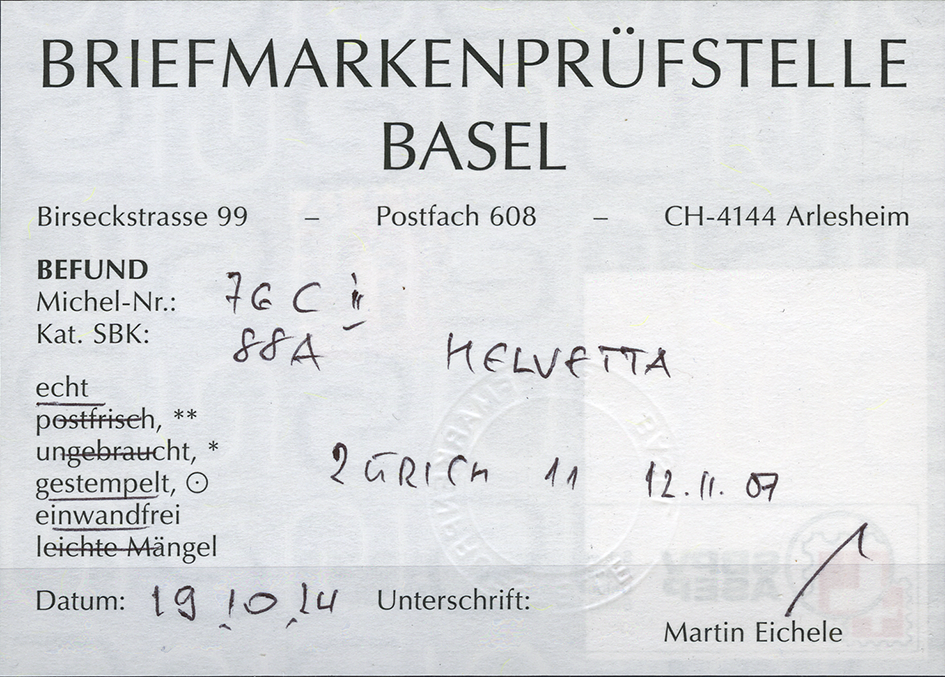 BRIEFMARKENPRÜFSTELLE
BASEL
Birseckstrasse 99 – Postfach 608 – CH-4144 Arlesheim
BEFUND
Michel-Nr.: 76 C II
Kat. SBK: 88A HELVETTA
echt
postfrisch, **
ungebraucht, *
gestempelt, ⊙ ZÜRICH 11 12.11.07
einwandfrei
leichte Mängel
Datum: 19.10.14 Unterschrift:
Martin Eichele